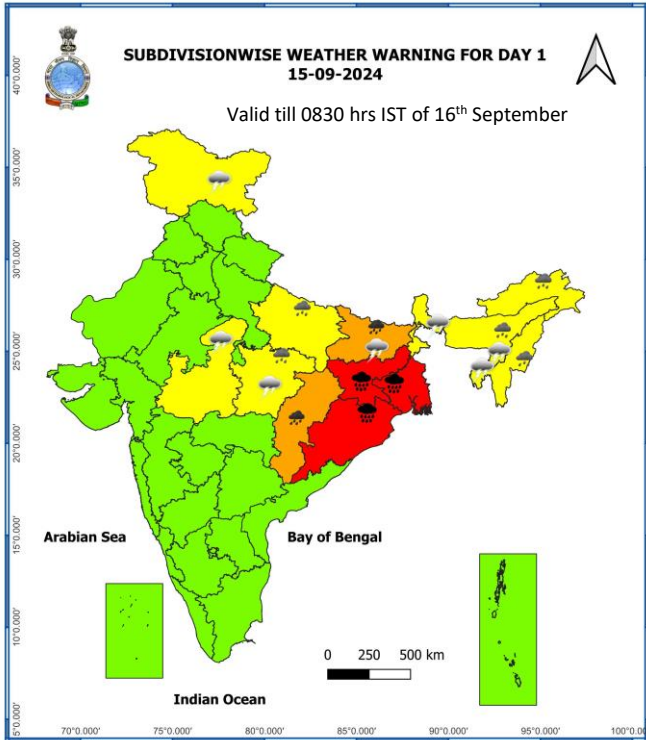 SUBDIVISIONWISE WEATHER WARNING FOR DAY 1
15-09-2024
Valid till 0830 hrs IST of 16th September
40°0.000'
35°0.000'
30°0.000'
25°0.000'
20°0.000'
15°0.000'
10°0.000'
5°0.000'
Arabian Sea
Bay of Bengal
0 250 500 km
Indian Ocean
70°0.000' 75°0.000' 80°0.000' 85°0.000' 90°0.000' 95°0.000' 100°0.0